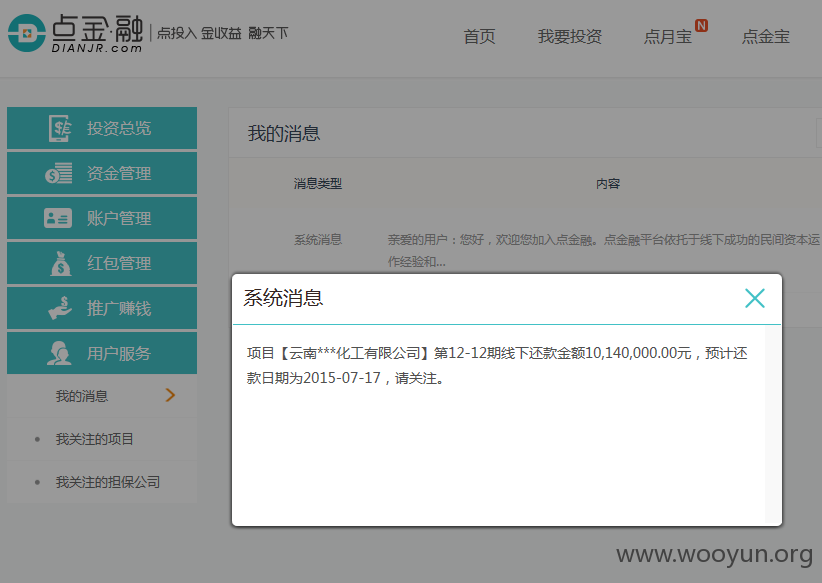 点金·融
DIANJR.com
点投入 金收益 融天下
首页
我要投资
点月宝
N
点金宝
投资总览
资金管理
账户管理
红包管理
推广赚钱
用户服务
我的消息
我关注的项目
我关注的担保公司
我的消息
消息类型
内容
系统消息
亲爱的用户：您好，欢迎您加入点金融。点金融平台依托于线下成功的民间资本运
作经验和...
系统消息
项目【云南***化工有限公司】第12-12期线下还款金额10,140,000.00元，预计还
款日期为2015-07-17，请关注。
www.wooyun.org